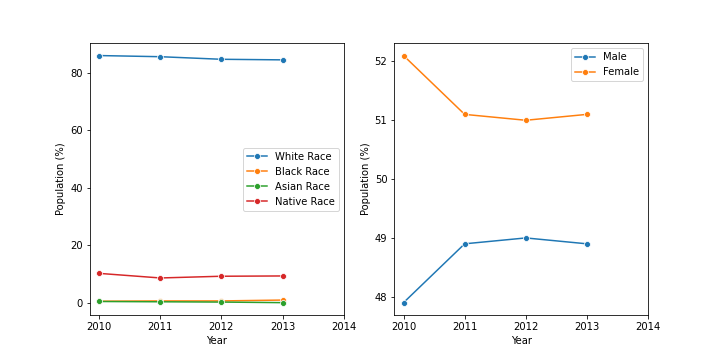 80
60
40
20
0
Population (%)
White Race
Black Race
Asian Race
Native Race
2010 2011 2012 2013 2014
Year
52
51
50
49
48
Population (%)
Male
Female
2010 2011 2012 2013 2014
Year